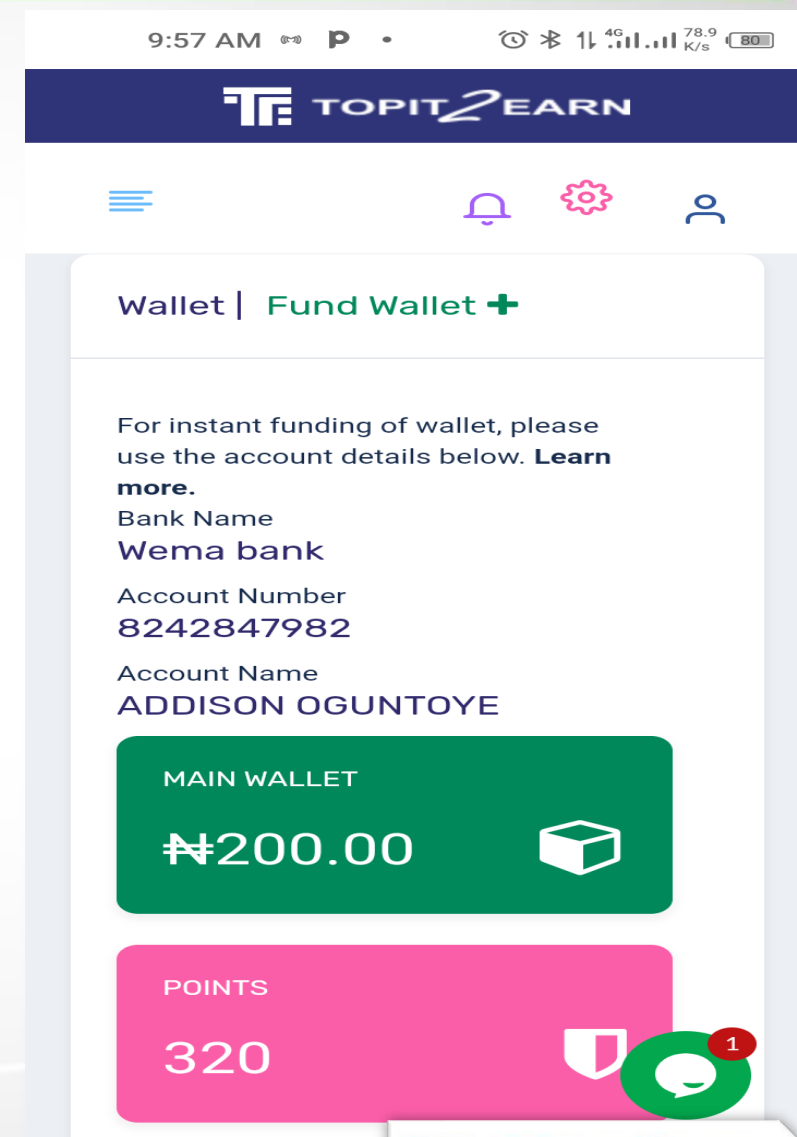 9:57 AM
4G 78.9 K/s 80
TOPIT2EARN
Wallet | Fund Wallet
For instant funding of wallet, please
use the account details below. Learn
more.
Bank Name
Wema bank
Account Number
8242847982
Account Name
ADDISON OGUNTOYE
MAIN WALLET
₦200.00
POINTS
320
1